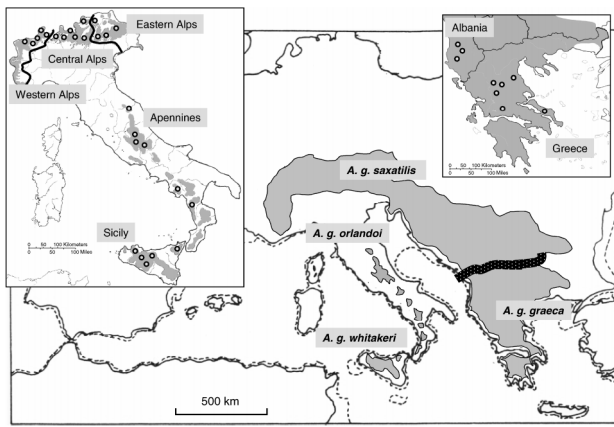 Eastern Alps
Central Alps
Western Alps
Apennines
Sicily
0 50 100 Kilometers
0 50 100 Miles
Albania
0 50 100 Kilometers
0 50 100 Miles
Greece
A. g. saxatilis
A. g. orlandoi
A. g. graeca
A. g. whitakeri
500 km